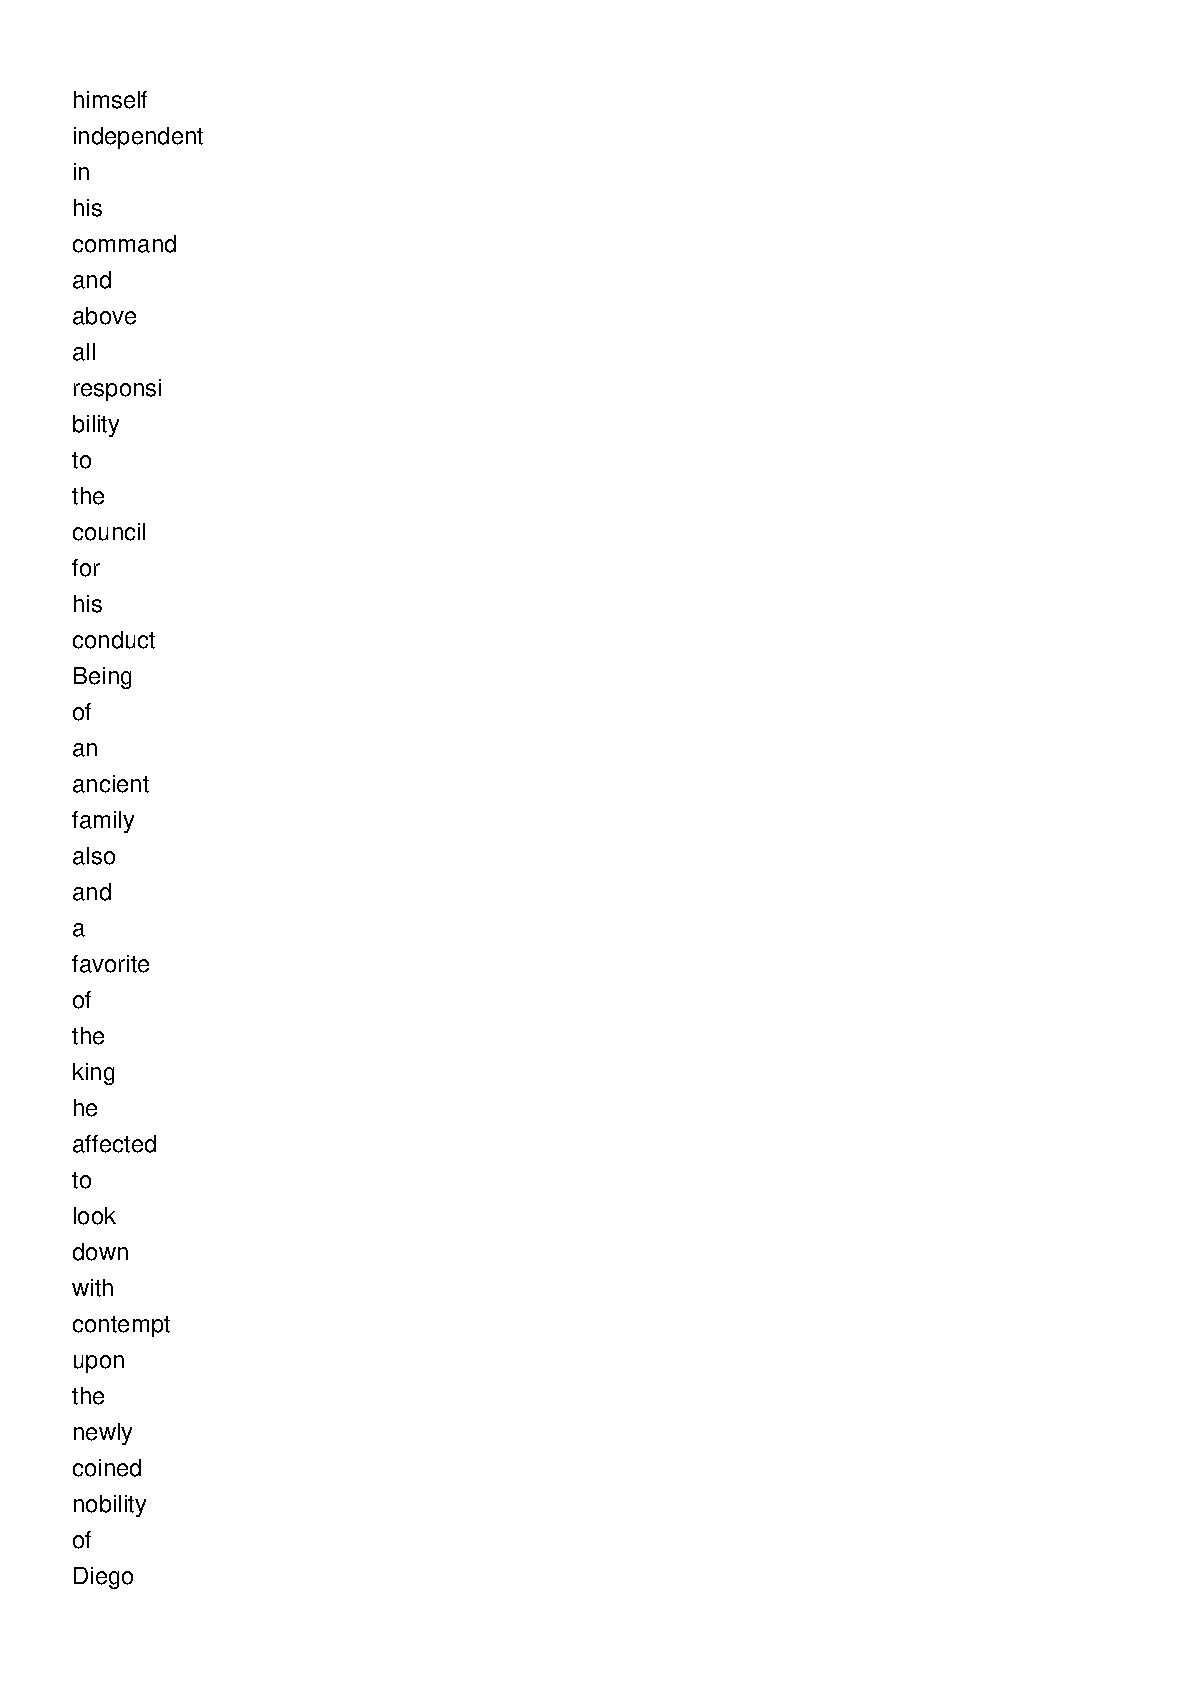 himself
independent
in
his
command
and
above
all
responsi
bility
to
the
council
for
his
conduct
Being
of
an
ancient
family
also
and
a
favorite
of
the
king
he
affected
to
look
down
with
contempt
upon
the
newly
coined
nobility
of
Diego